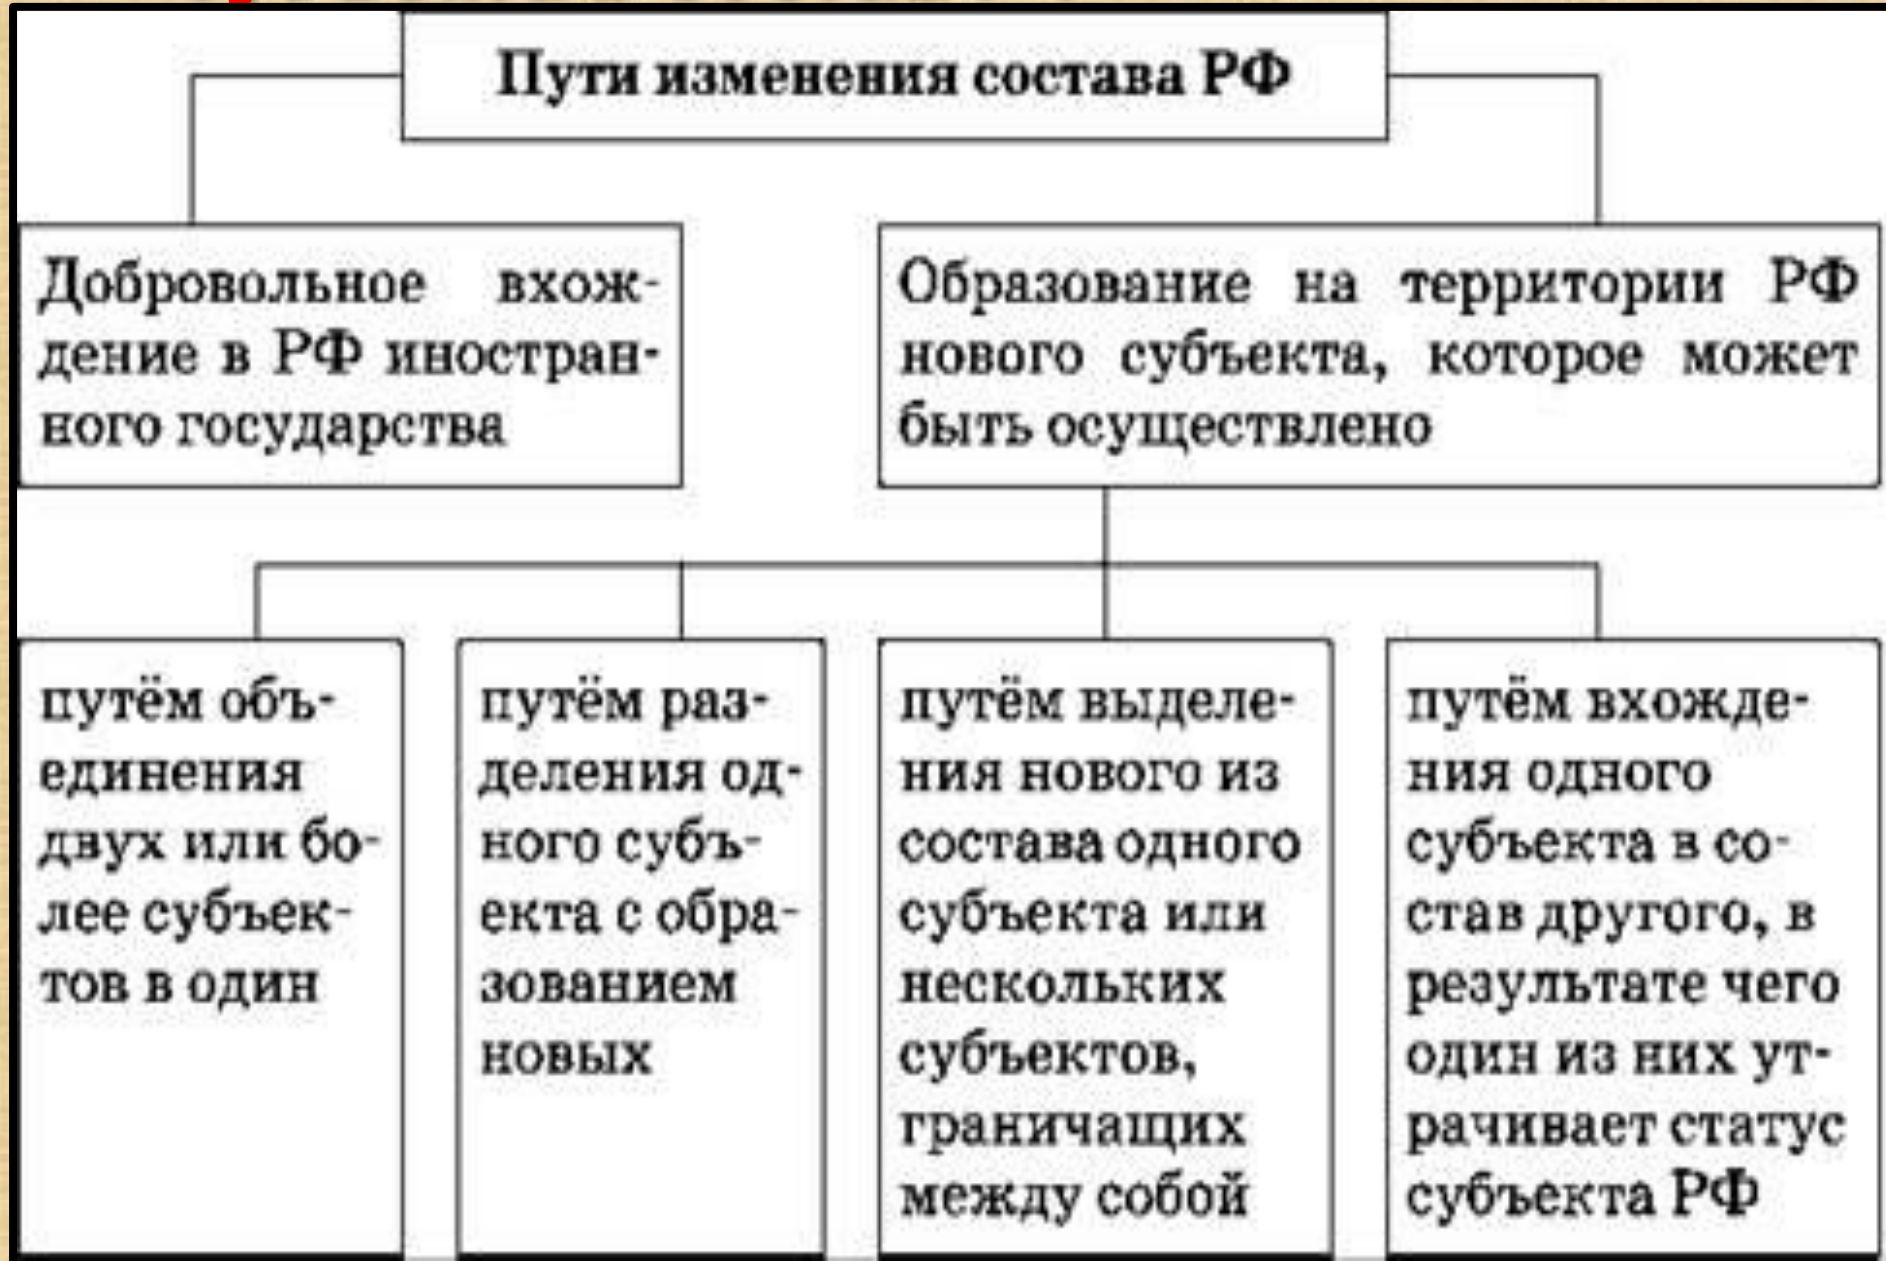 Пути изменения состава РФ
Добровольное вхож-
дение в РФ иностран-
ного государства
Образование на территории РФ
нового субъекта, которое может
быть осуществлено
путём объ-
единения
двух или бо-
лее субъек-
тов в один
путём раз-
деления од-
ного субъ-
екта с обра-
зованием
новых
путём выделе-
ния нового из
состава одного
субъекта или
нескольких
субъектов,
граничащих
между собой
путём вхожде-
ния одного
субъекта в со-
став другого, в
результате чего
один из них ут-
рачивает статус
субъекта РФ